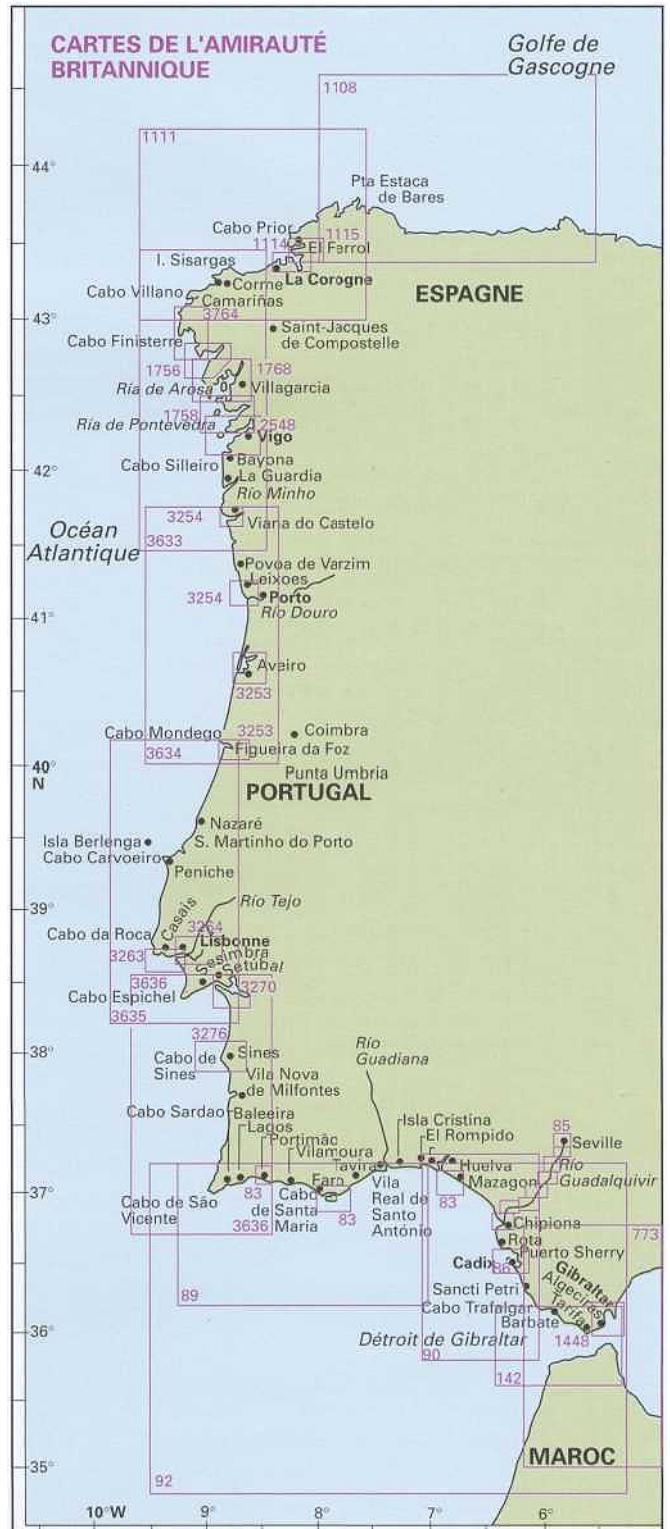 CARTES DE L'AMIRAUTÉ
BRITANNIQUE
Golfe de
Gascogne
1108
1111
44°
Pta Estaca
de Bares
Cabo Prior
1114
1115
El Ferrol
I. Sisargas
La Corogne
Corme
Cabo Villano
Camariñas
ESPAGNE
43°
3764
Saint-Jacques
de Compostelle
Cabo Finisterre
1756
1768
Ría de Arosa
Villagarcia
1758
Ría de Pontevedra
2548
Vigo
42°
Cabo Silleiro
Bayona
La Guardia
Río Minho
3254
Viana do Castelo
Océan
Atlantique
3633
Povoa de Varzim
Leixoes
3254
Porto
41°
Río Douro
Aveiro
3253
Cabo Mondego
3253
Coimbra
3634
Figueira da Foz
40°
N
Punta Umbria
PORTUGAL
Nazaré
Isla Berlenga
S. Martinho do Porto
Cabo Carvoeiro
Peniche
39°
Casais
Río Tejo
Cabo da Roca
3264
Lisbonne
3263
Sesimbra
Setubal
3636
3270
Cabo Espichel
3635
3276
38°
Cabo de
Sines
Sines
Río
Guadiana
Vila Nova
de Milfontes
Cabo Sardao
Baleeira
Lagos
Isla Cristina
El Rompido
85
Portimão
Seville
Vilamoura
Tavira
Huelva
Río
Guadalquivir
37°
83
Faro
Vila
Real de
Santo
António
Mazagon
83
Cabo de São
Vicente
Cabo
de Santa
Maria
83
3636
Chipiona
773
Rota
Puerto Sherry
Cadix
86
Gibraltar
Algeciras
Tarifa
89
Sancti Petri
Cabo Trafalgar
Barbate
36°
Détroit de Gibraltar
1448
90
142
MAROC
35°
92
10°W
9°
8°
7°
6°